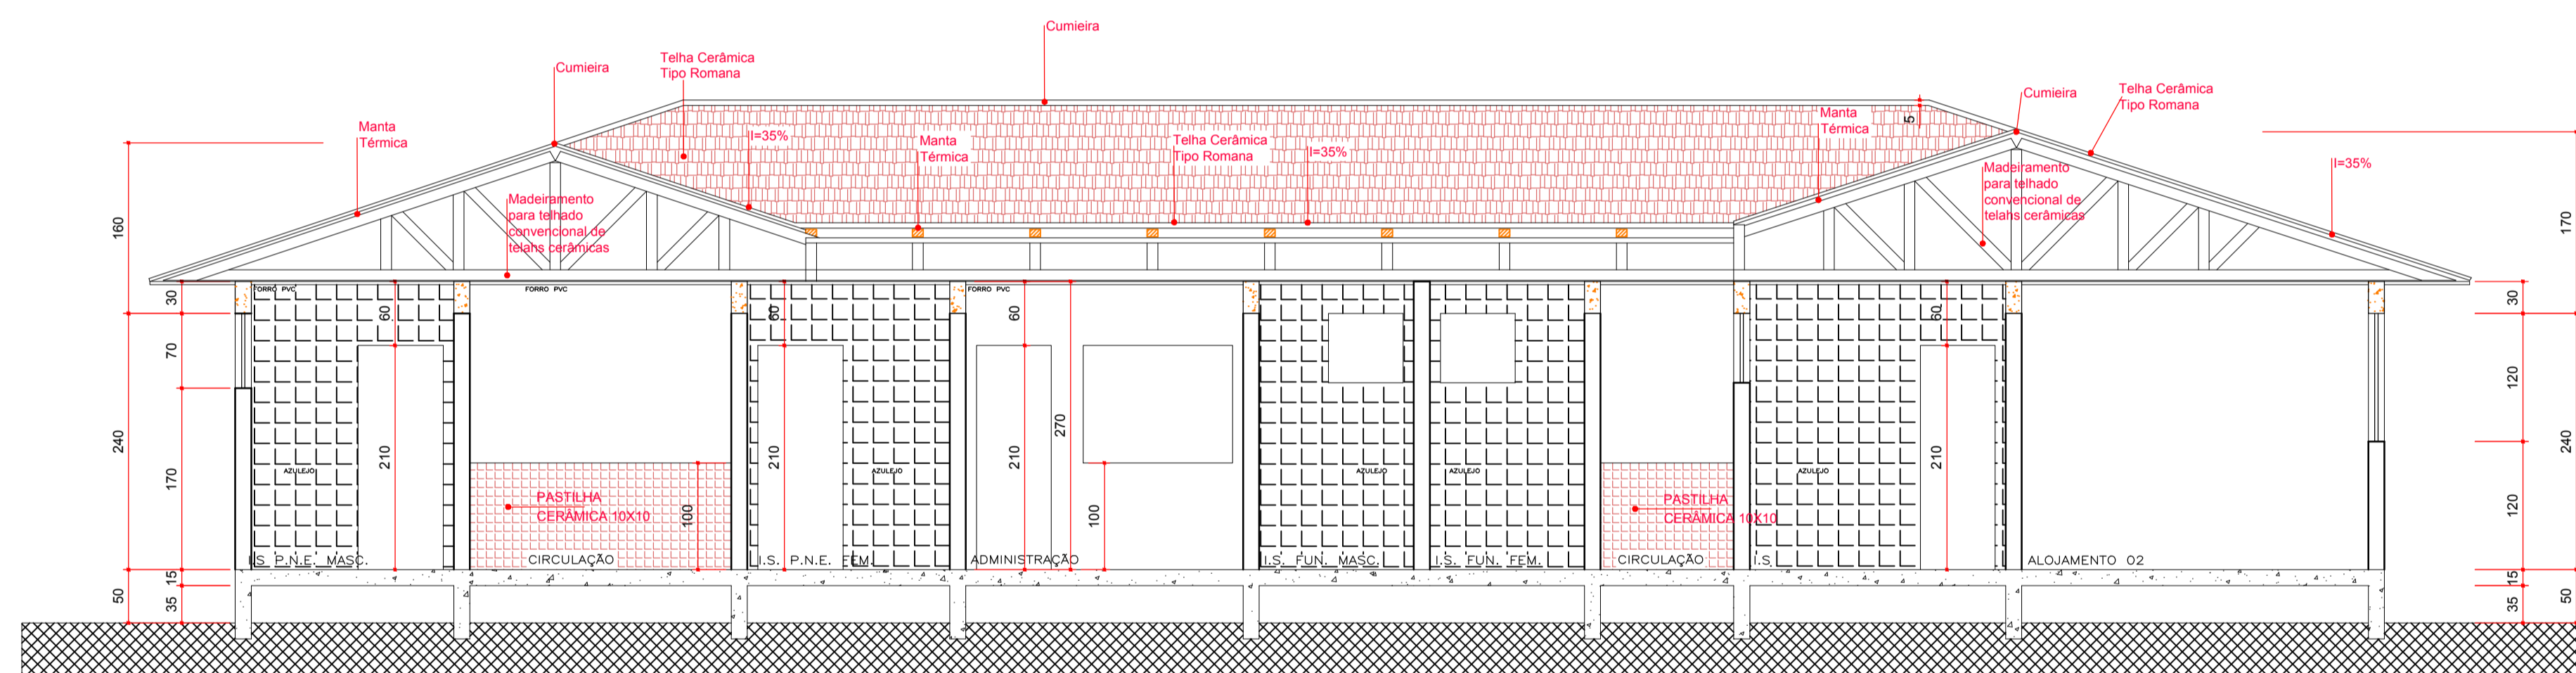 Cumieira
Telha Cerâmica
Tipo Romana
Cumieira
Cumieira
Telha Cerâmica
Tipo Romana
Manta
Térmica
I=35%
Manta
Térmica
Telha Cerâmica
Tipo Romana
I=35%
Manta
Térmica
5
I=35%
Madeiramento
para telhado
convencional de
telahs cerâmicas
Madeiramento
para telhado
convencional de
telahs cerâmicas
160
170
FORRO PVC
FORRO PVC
FORRO PVC
30
60
60
60
60
30
70
240
170
210
210
210
270
210
120
240
120
AZULEJO
AZULEJO
AZULEJO
AZULEJO
AZULEJO
PASTILHA
CERÂMICA 10X10
100
100
PASTILHA
CERÂMICA 10X10
I.S P.N.E. MASC.
CIRCULAÇÃO
I.S. P.N.E. FEM.
ADMINISTRAÇÃO
I.S. FUN. MASC.
I.S. FUN. FEM.
CIRCULAÇÃO
I.S
ALOJAMENTO 02
50
15
35
15
35
50